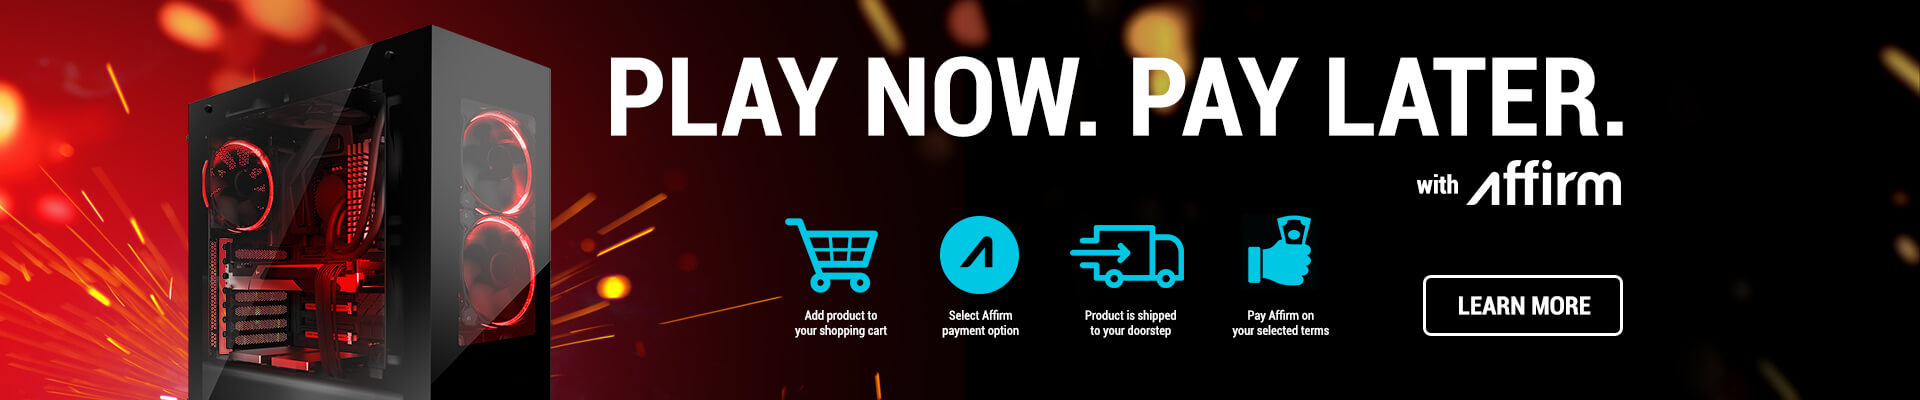 PLAY NOW. PAY LATER.
with affirm
Add product to
your shopping cart
Select Affirm
payment option
Product is shipped
to your doorstep
Pay Affirm on
your selected terms
LEARN MORE